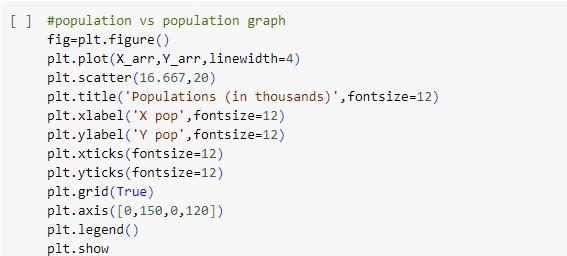 [ ] #population vs population graph
fig=plt.figure()
plt.plot(X_arr,Y_arr,linewidth=4)
plt.scatter(16.667,20)
plt.title('Populations (in thousands)',fontsize=12)
plt.xlabel('X pop',fontsize=12)
plt.ylabel('Y pop',fontsize=12)
plt.xticks(fontsize=12)
plt.yticks(fontsize=12)
plt.grid(True)
plt.axis([0,150,0,120])
plt.legend()
plt.show